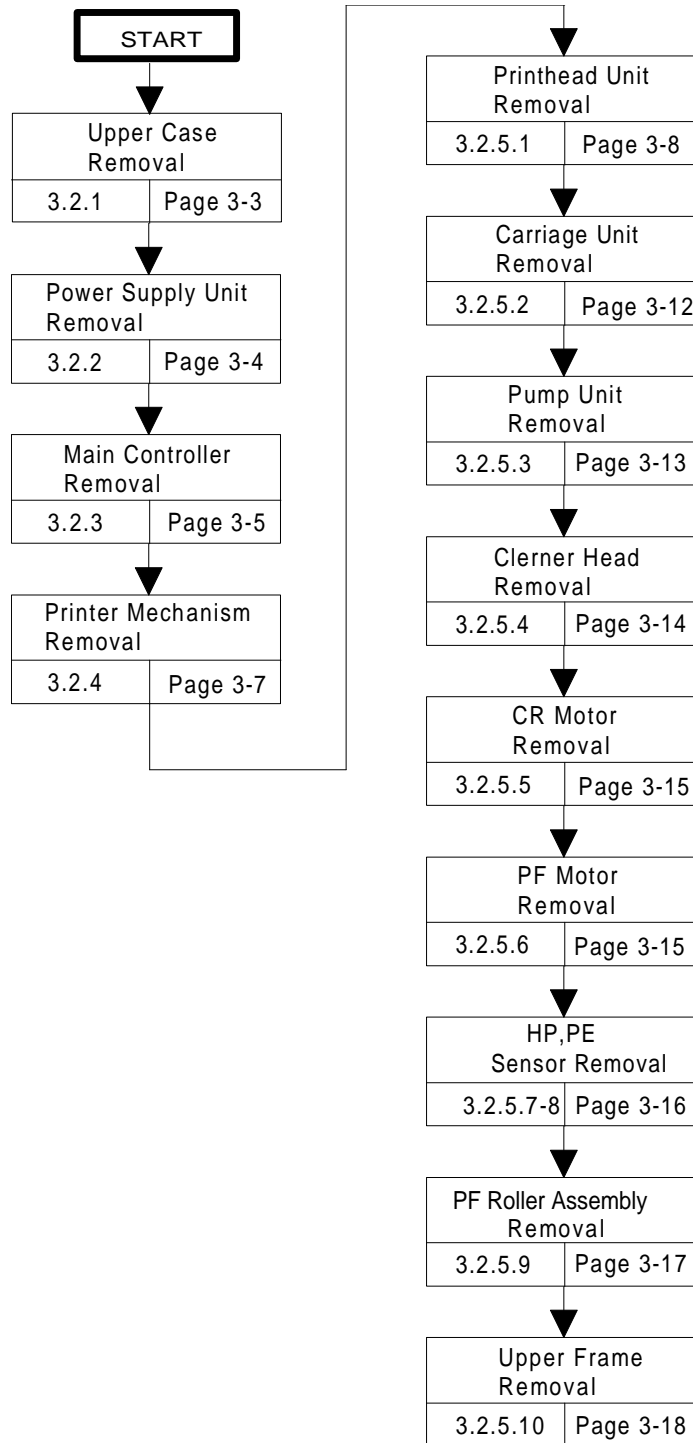 START
Upper Case
Removal
3.2.1 Page 3-3
Power Supply Unit
Removal
3.2.2 Page 3-4
Main Controller
Removal
3.2.3 Page 3-5
Printer Mechanism
Removal
3.2.4 Page 3-7
Printhead Unit
Removal
3.2.5.1 Page 3-8
Carriage Unit
Removal
3.2.5.2 Page 3-12
Pump Unit
Removal
3.2.5.3 Page 3-13
Clerner Head
Removal
3.2.5.4 Page 3-14
CR Motor
Removal
3.2.5.5 Page 3-15
PF Motor
Removal
3.2.5.6 Page 3-15
HP,PE
Sensor Removal
3.2.5.7-8 Page 3-16
PF Roller Assembly
Removal
3.2.5.9 Page 3-17
Upper Frame
Removal
3.2.5.10 Page 3-18